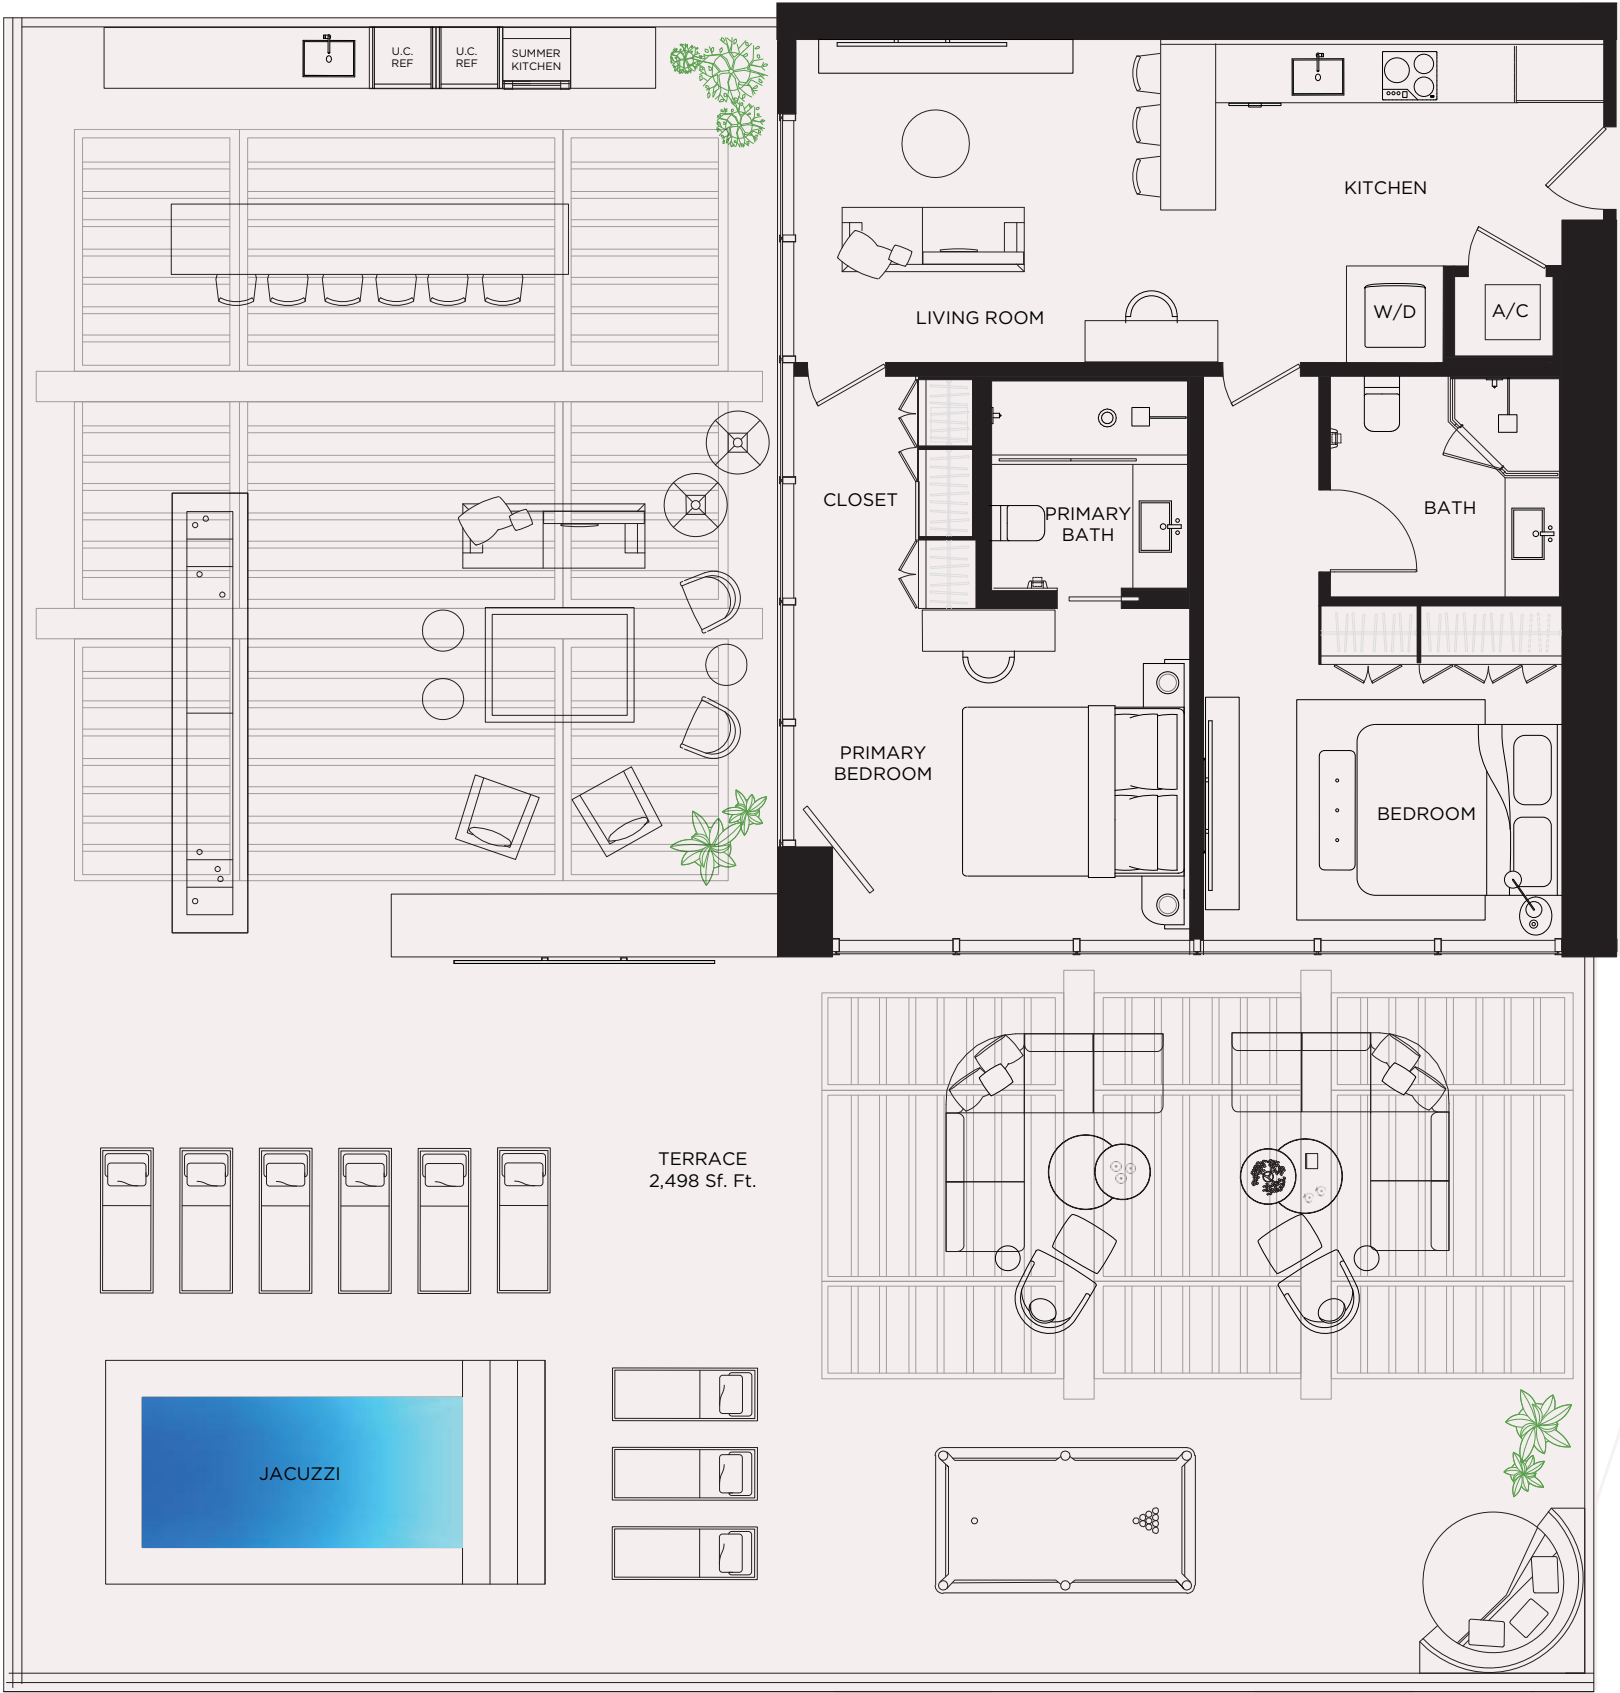 U.C.
REF
U.C.
REF
SUMMER
KITCHEN
KITCHEN
LIVING ROOM
W/D
A/C
CLOSET
PRIMARY
BATH
BATH
PRIMARY
BEDROOM
BEDROOM
TERRACE
2,498 Sf. Ft.
JACUZZI